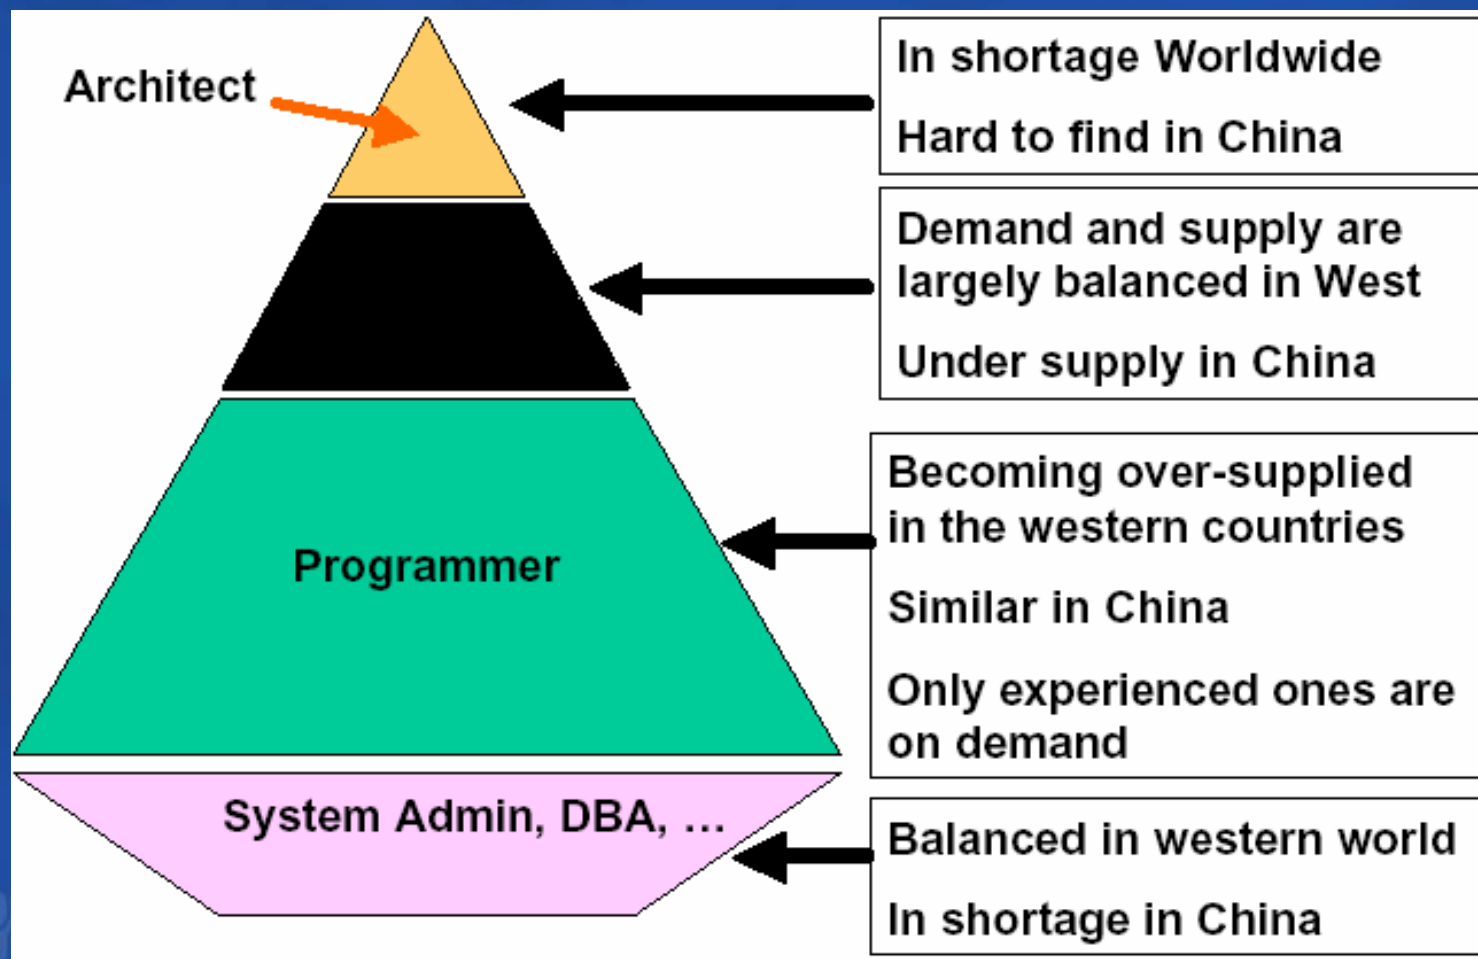 Architect
In shortage Worldwide
Hard to find in China
Demand and supply are
largely balanced in West
Under supply in China
Becoming over-supplied
in the western countries
Similar in China
Only experienced ones are
on demand
Programmer
System Admin, DBA, ...
Balanced in western world
In shortage in China